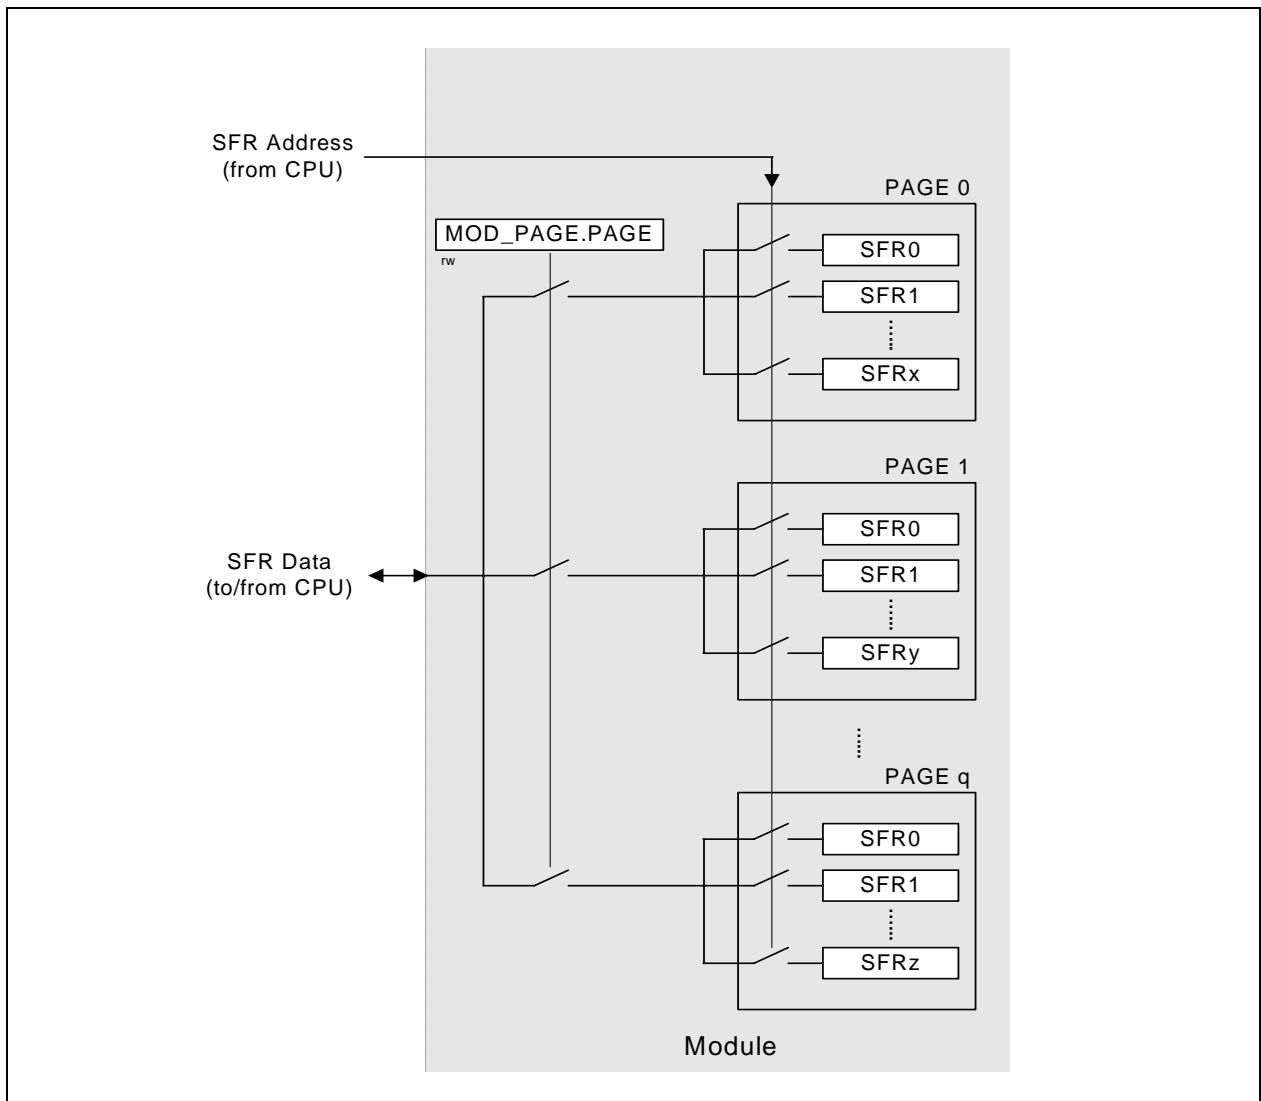 SFR Address
(from CPU)
PAGE 0
MOD_PAGE.PAGE
rw
SFR0
SFR1
SFRx
PAGE 1
SFR0
SFR1
SFRy
SFR Data
(to/from CPU)
PAGE q
SFR0
SFR1
SFRz
Module